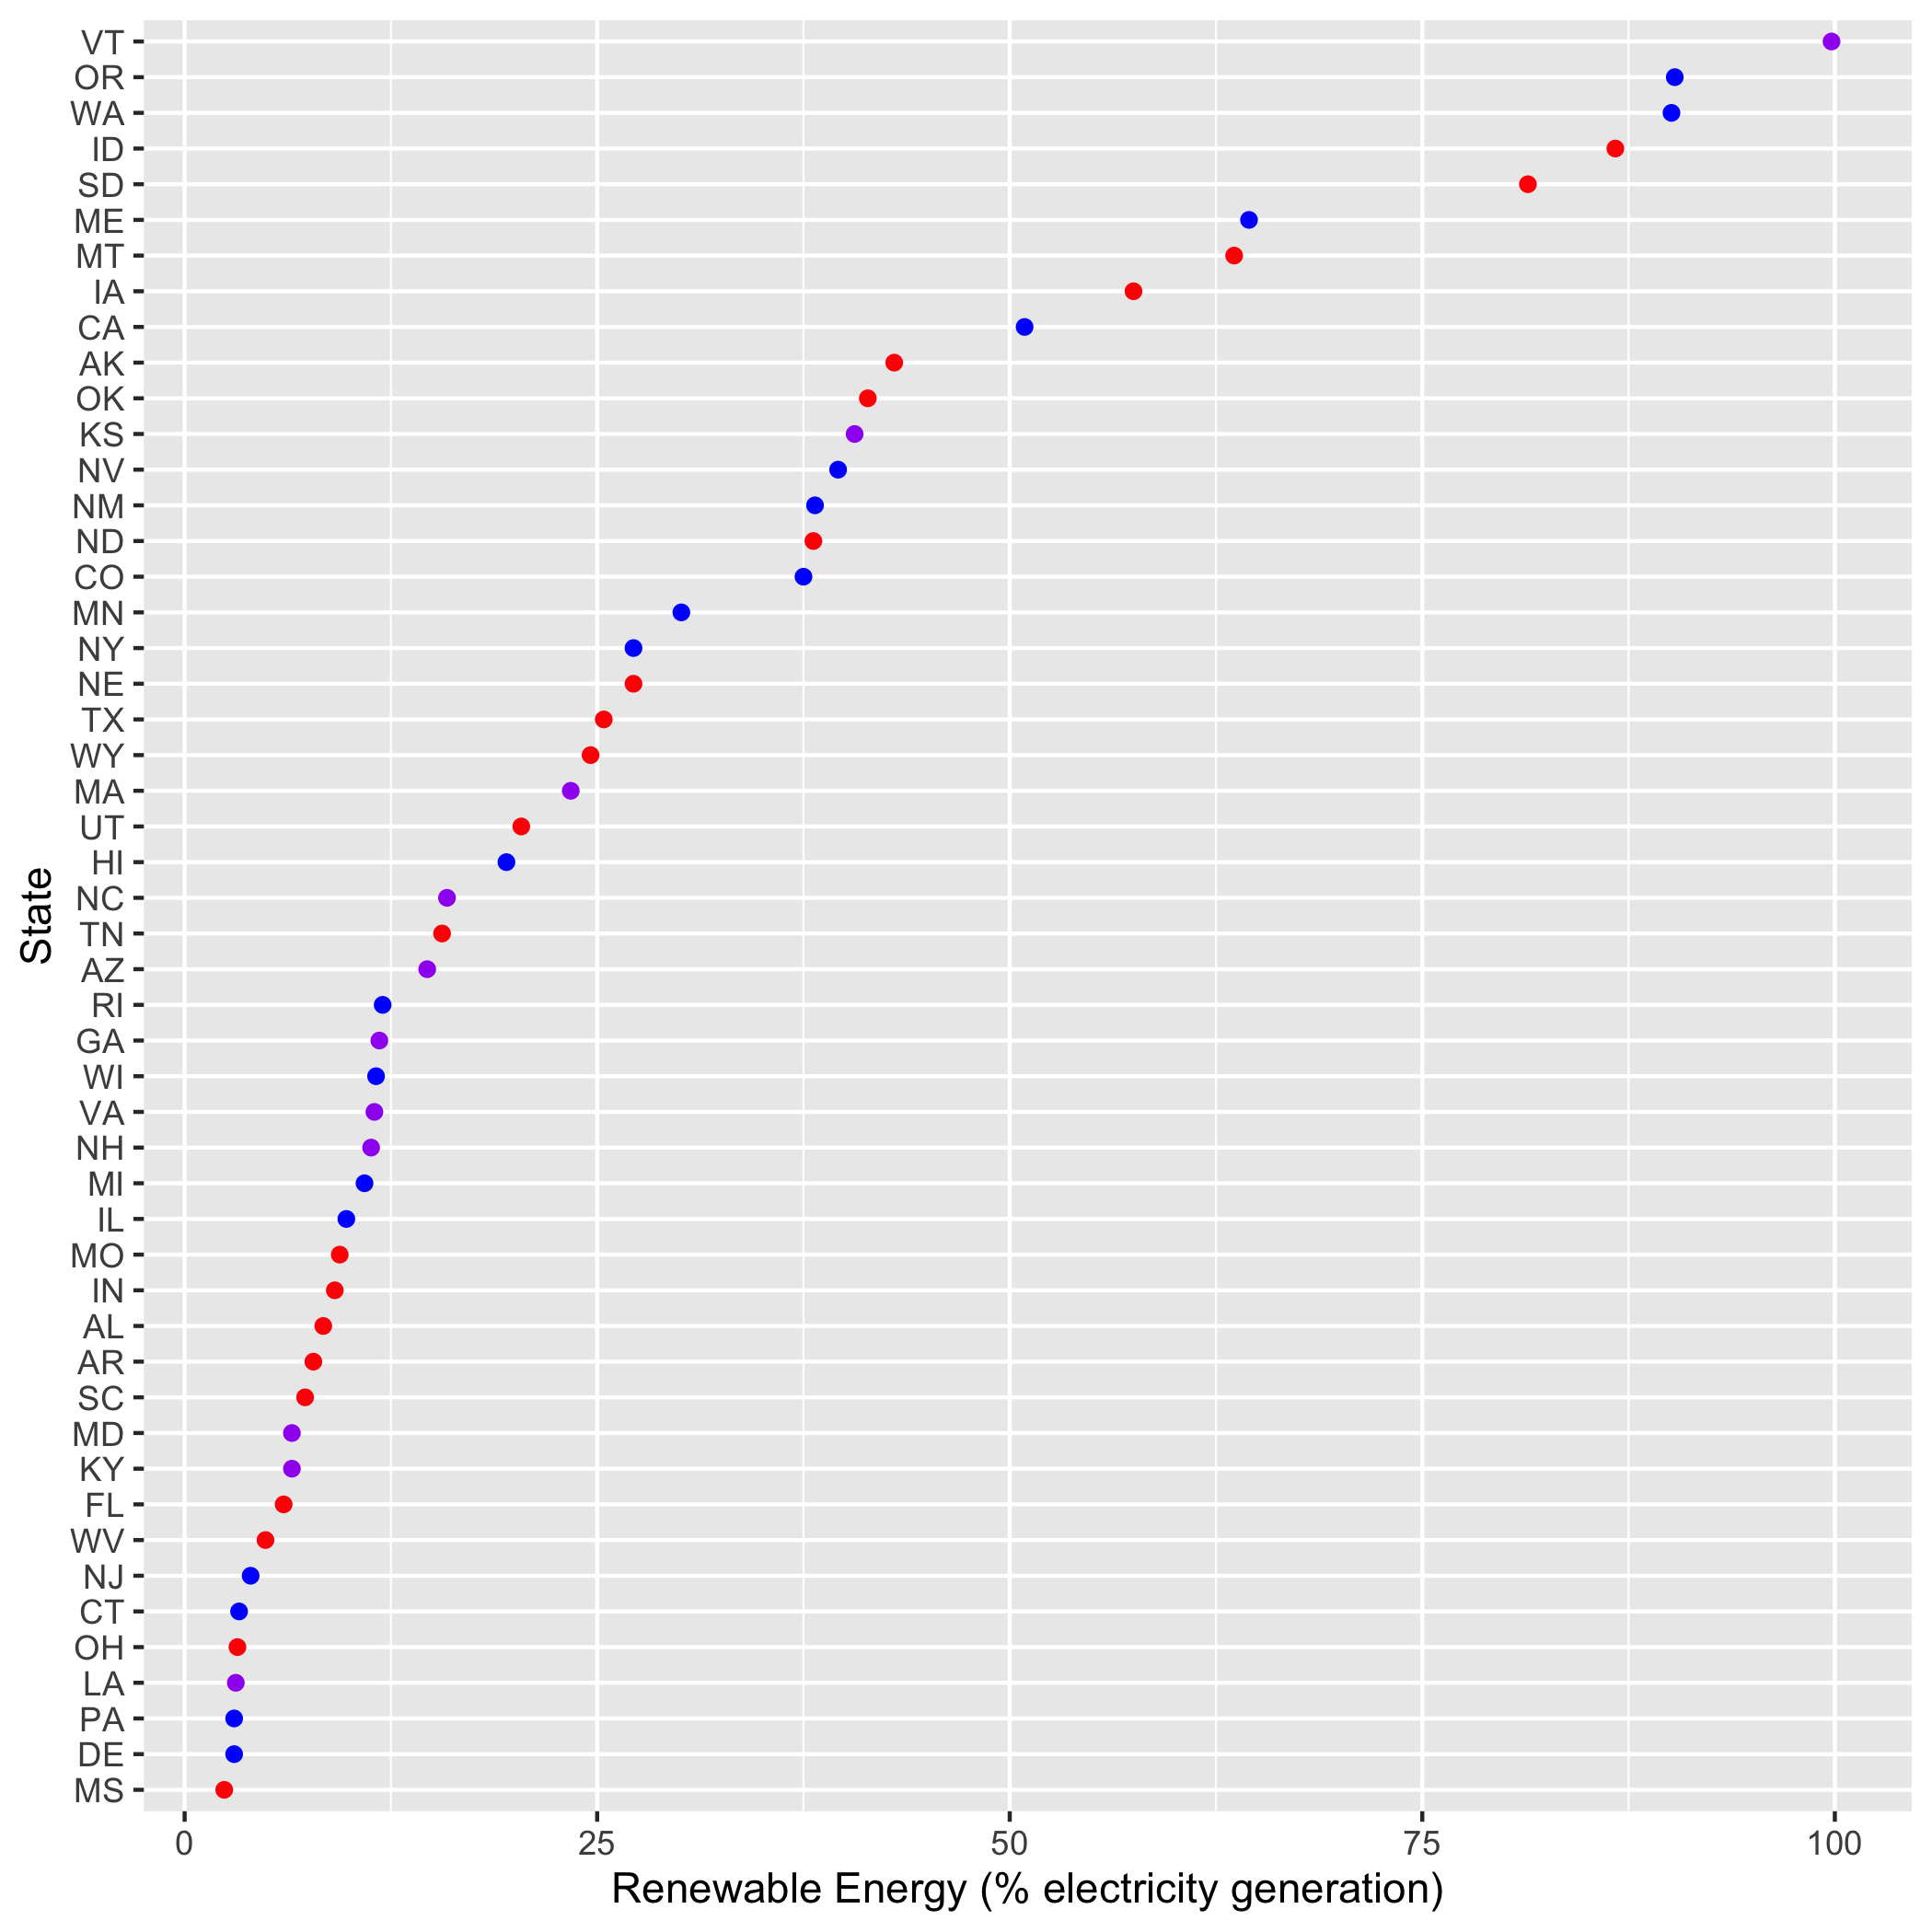 VT
OR
WA
ID
SD
ME
MT
IA
CA
AK
OK
KS
NV
NM
ND
CO
MN
NY
NE
TX
WY
MA
UT
HI
NC
TN
AZ
RI
GA
WI
VA
NH
MI
IL
MO
IN
AL
AR
SC
MD
KY
FL
WV
NJ
CT
OH
LA
PA
DE
MS
State
0 25 50 75 100
Renewable Energy (% electricity generation)